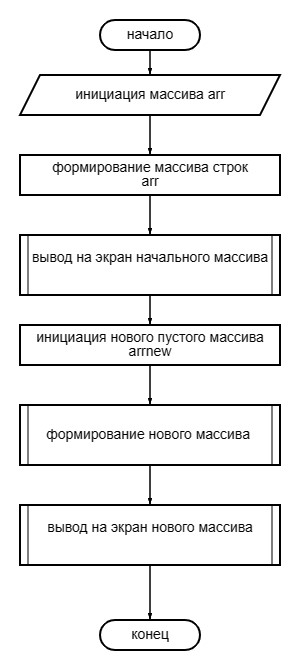 начало
инициация массива arr
формирование массива строк
arr
вывод на экран начального массива
инициация нового пустого массива
arrnew
формирование нового массива
вывод на экран нового массива
конец